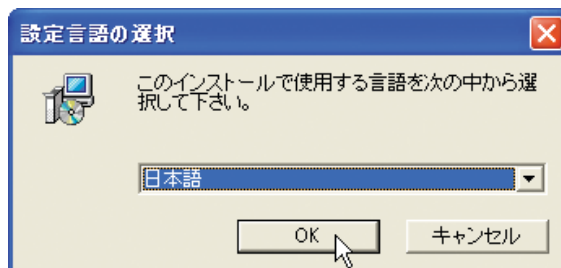 設定言語の選択
このインストールで使用する言語を次の中から選
択して下さい。
日本語
OK
キャンセル